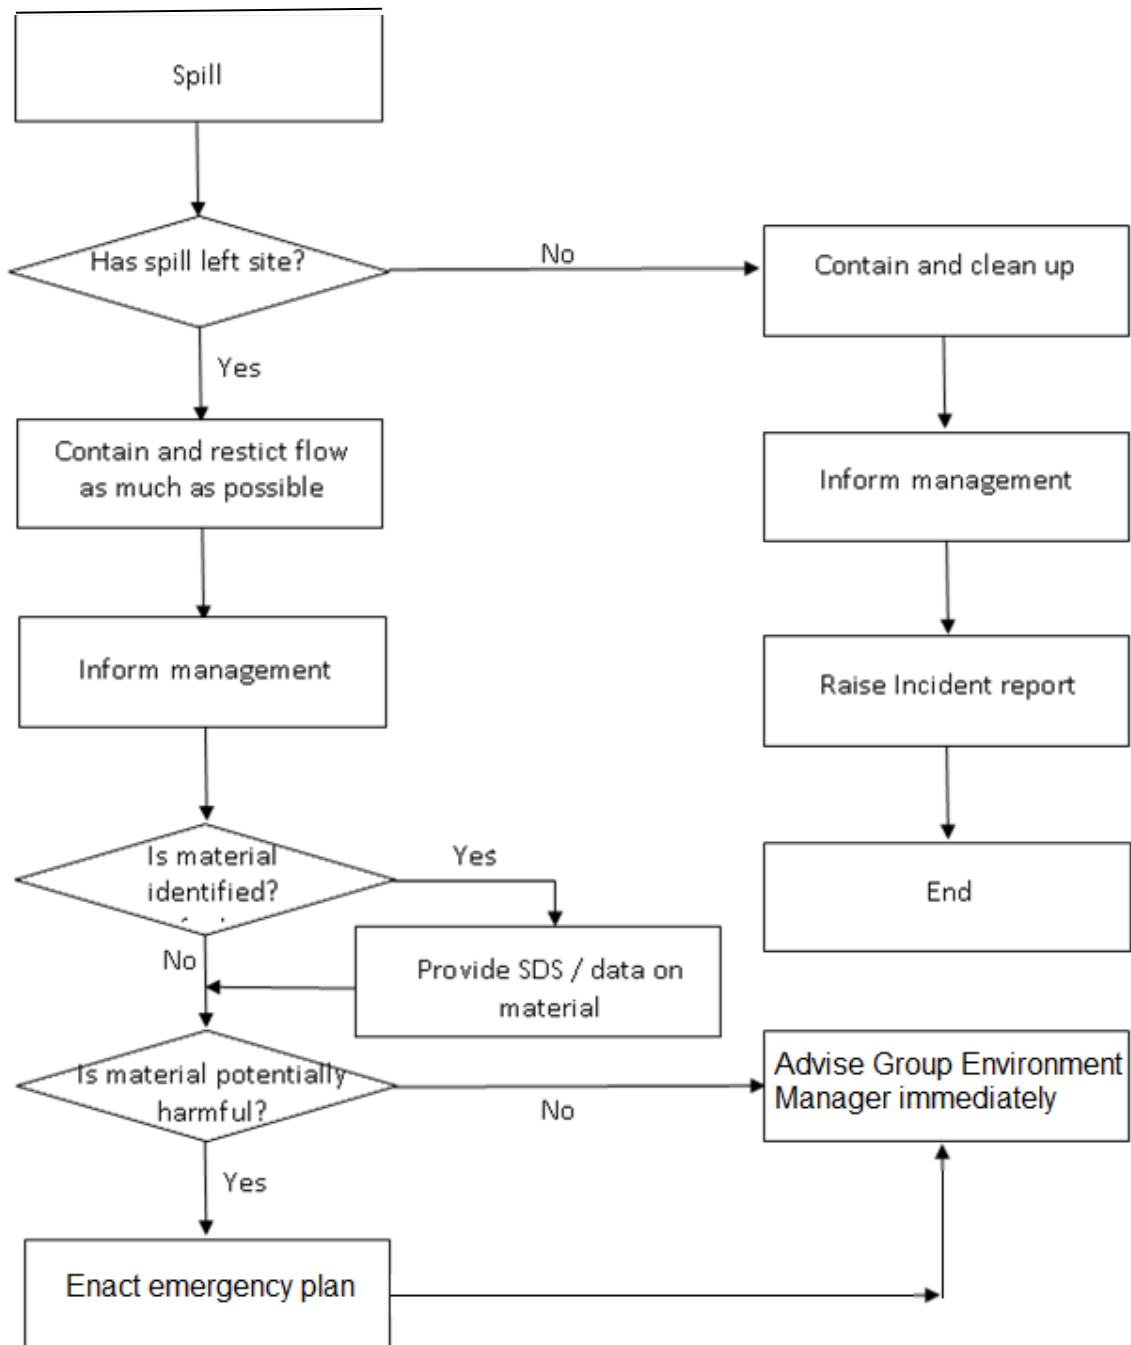 Spill
Has spill left site?
No
Contain and clean up
Yes
Contain and restict flow
as much as possible
Inform management
Inform management
Raise Incident report
Is material
identified?
Yes
End
No
Provide SDS / data on
material
Is material potentially
harmful?
No
Advise Group Environment
Manager immediately
Yes
Enact emergency plan